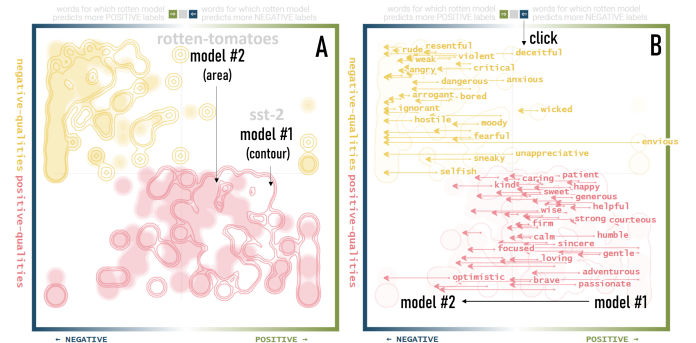 words for which rotten model
predicts more POSITIVE labels
→
←
words for which rotten model
predicts more NEGATIVE labels
A
rotten-tomatoes
model #2
(area)
sst-2
model #1
(contour)
negative-qualities
positive-qualities
← NEGATIVE
POSITIVE →
words for which rotten model
predicts more POSITIVE labels
→
←
words for which rotten model
predicts more NEGATIVE labels
click
B
resentful
rude
deceitful
violent
weak
critical
angry
anxious
dangerous
arrogant
bored
ignorant
wicked
hostile
moody
fearful
envious
unappreciative
sneaky
selfish
patient
caring
kind
happy
sweet
generous
helpful
wise
strong
courteous
firm
calm
humble
sincere
focused
gentle
loving
adventurous
optimistic
brave
passionate
model #2
model #1
negative-qualities
positive-qualities
← NEGATIVE
POSITIVE →